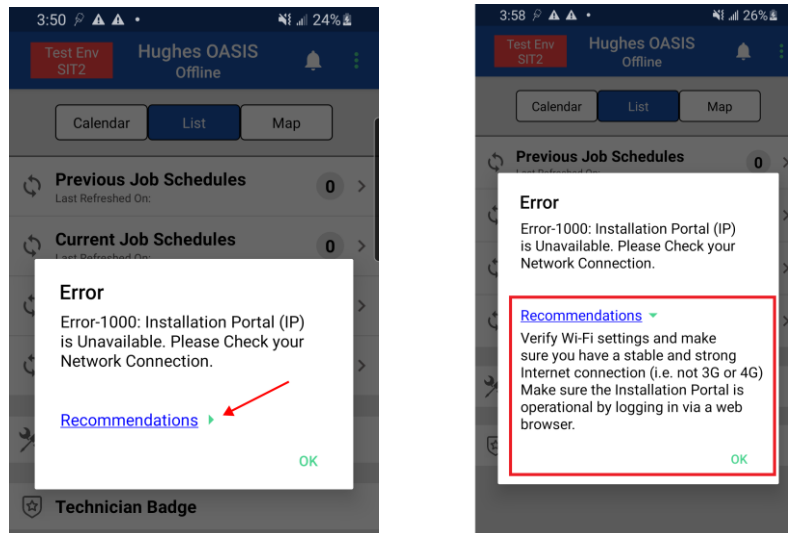 3:50 24%
Test Env
SIT2
Hughes OASIS
Offline
Calendar List Map
Previous Job Schedules 0
Last Refreshed On:
Current Job Schedules 0
Last Refreshed On:
Error
Error-1000: Installation Portal (IP)
is Unavailable. Please Check your
Network Connection.
Recommendations
OK
Technician Badge
3:58 26%
Test Env
SIT2
Hughes OASIS
Offline
Calendar List Map
Previous Job Schedules 0
Last Refreshed On:
Error
Error-1000: Installation Portal (IP)
is Unavailable. Please Check your
Network Connection.
Recommendations
Verify Wi-Fi settings and make
sure you have a stable and strong
Internet connection (i.e. not 3G or 4G)
Make sure the Installation Portal is
operational by logging in via a web
browser.
OK